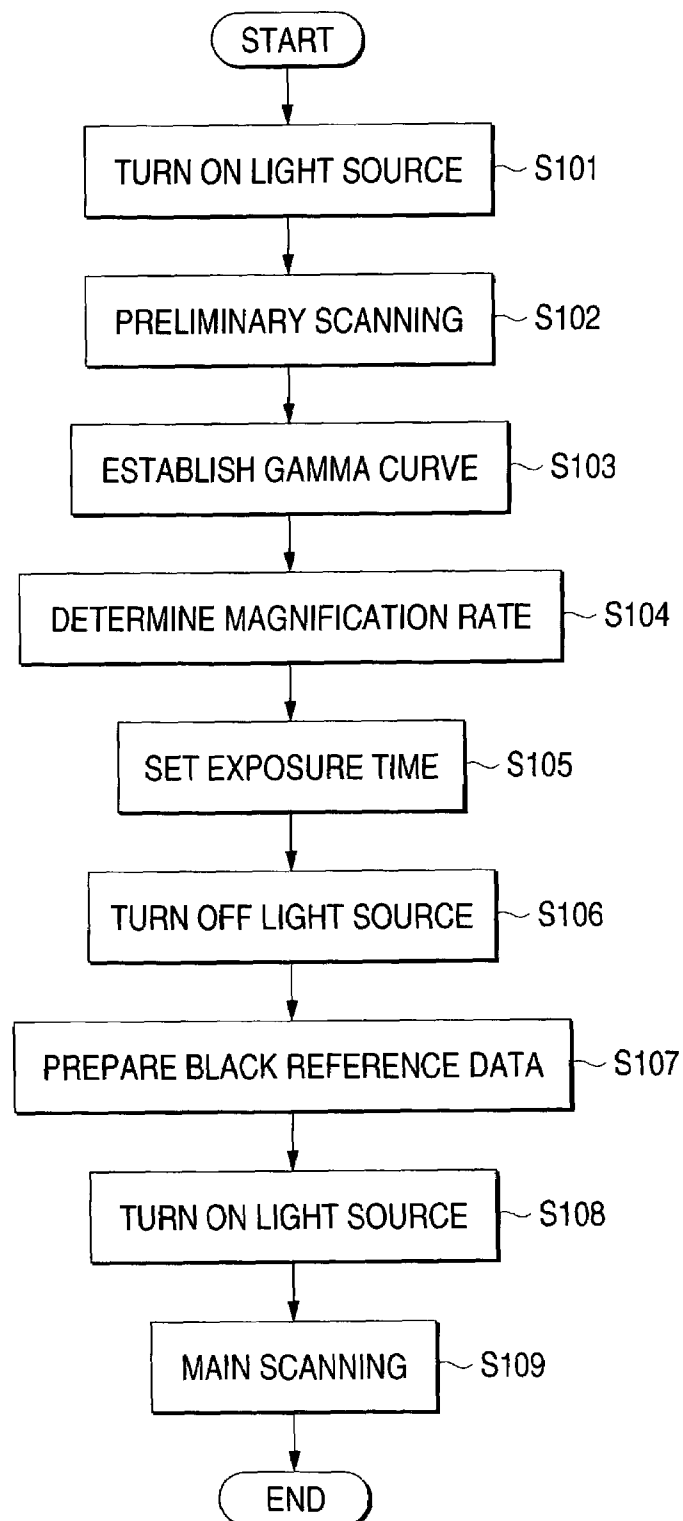 START
TURN ON LIGHT SOURCE S101
PRELIMINARY SCANNING S102
ESTABLISH GAMMA CURVE S103
DETERMINE MAGNIFICATION RATE S104
SET EXPOSURE TIME S105
TURN OFF LIGHT SOURCE S106
PREPARE BLACK REFERENCE DATA S107
TURN ON LIGHT SOURCE S108
MAIN SCANNING S109
END